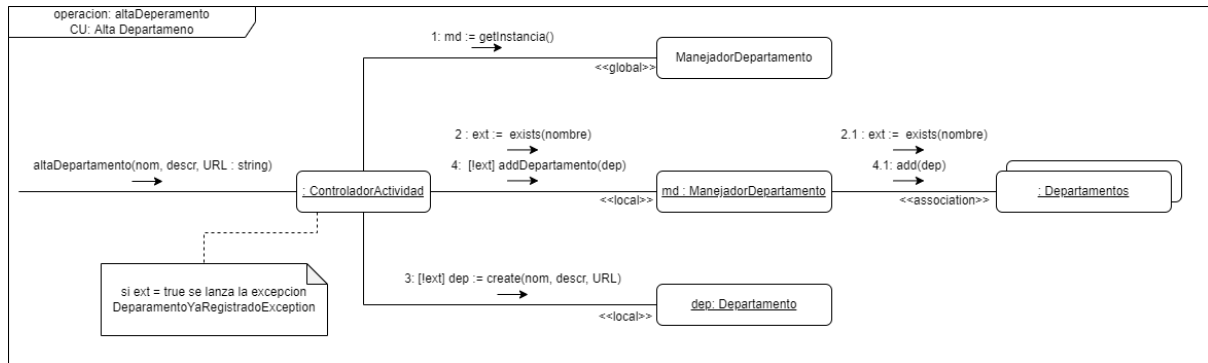 operacion: altaDeperamento
CU: Alta Departameno
1: md := getInstancia()
ManejadorDepartamento
<<global>>
2 : ext := exists(nombre)
2.1 : ext := exists(nombre)
altaDepartamento(nom, descr, URL : string)
4: [!ext] addDepartamento(dep)
4.1: add(dep)
: ControladorActividad
md : ManejadorDepartamento
: Departamentos
<<local>>
<<association>>
3: [!ext] dep := create(nom, descr, URL)
si ext = true se lanza la excepcion
DeparamentoYaRegistradoException
dep: Departamento
<<local>>